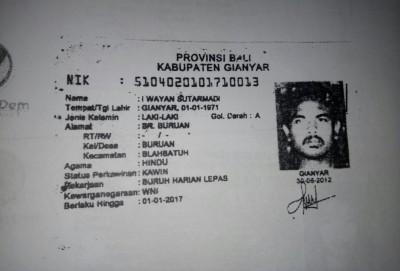 PROVINSI BALI
KABUPATEN GIANYAR
NIK : 5104020101710013
Nama : I WAYAN SUTARMADI
Tempat/Tgl Lahir : GIANYAR, 01-01-1971
Jenis Kelamin : LAKI-LAKI Gol. Darah : A
Alamat : BR. BURUAN
RT/RW : - / -
Kel/Desa : BURUAN
Kecamatan : BLAHBATUH
Agama : HINDU
Status Perkawinan : KAWIN
Pekerjaan : BURUH HARIAN LEPAS
Kewarganegaraan : WNI
Berlaku Hingga : 01-01-2017
GIANYAR
30-06-2012